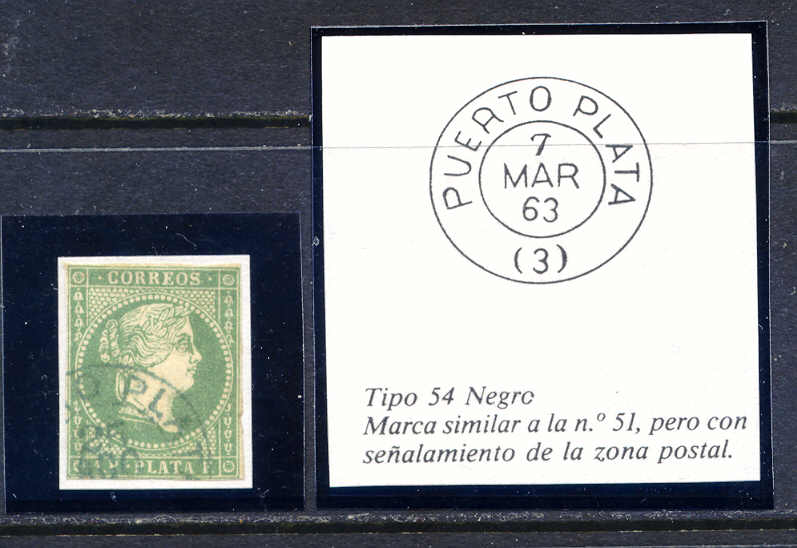 CORREOS
PLATA F
O PL
PUERTO PLATA
7
MAR
63
(3)
Tipo 54 Negro
Marca similar a la n.º 51, pero con
señalamiento de la zona postal.